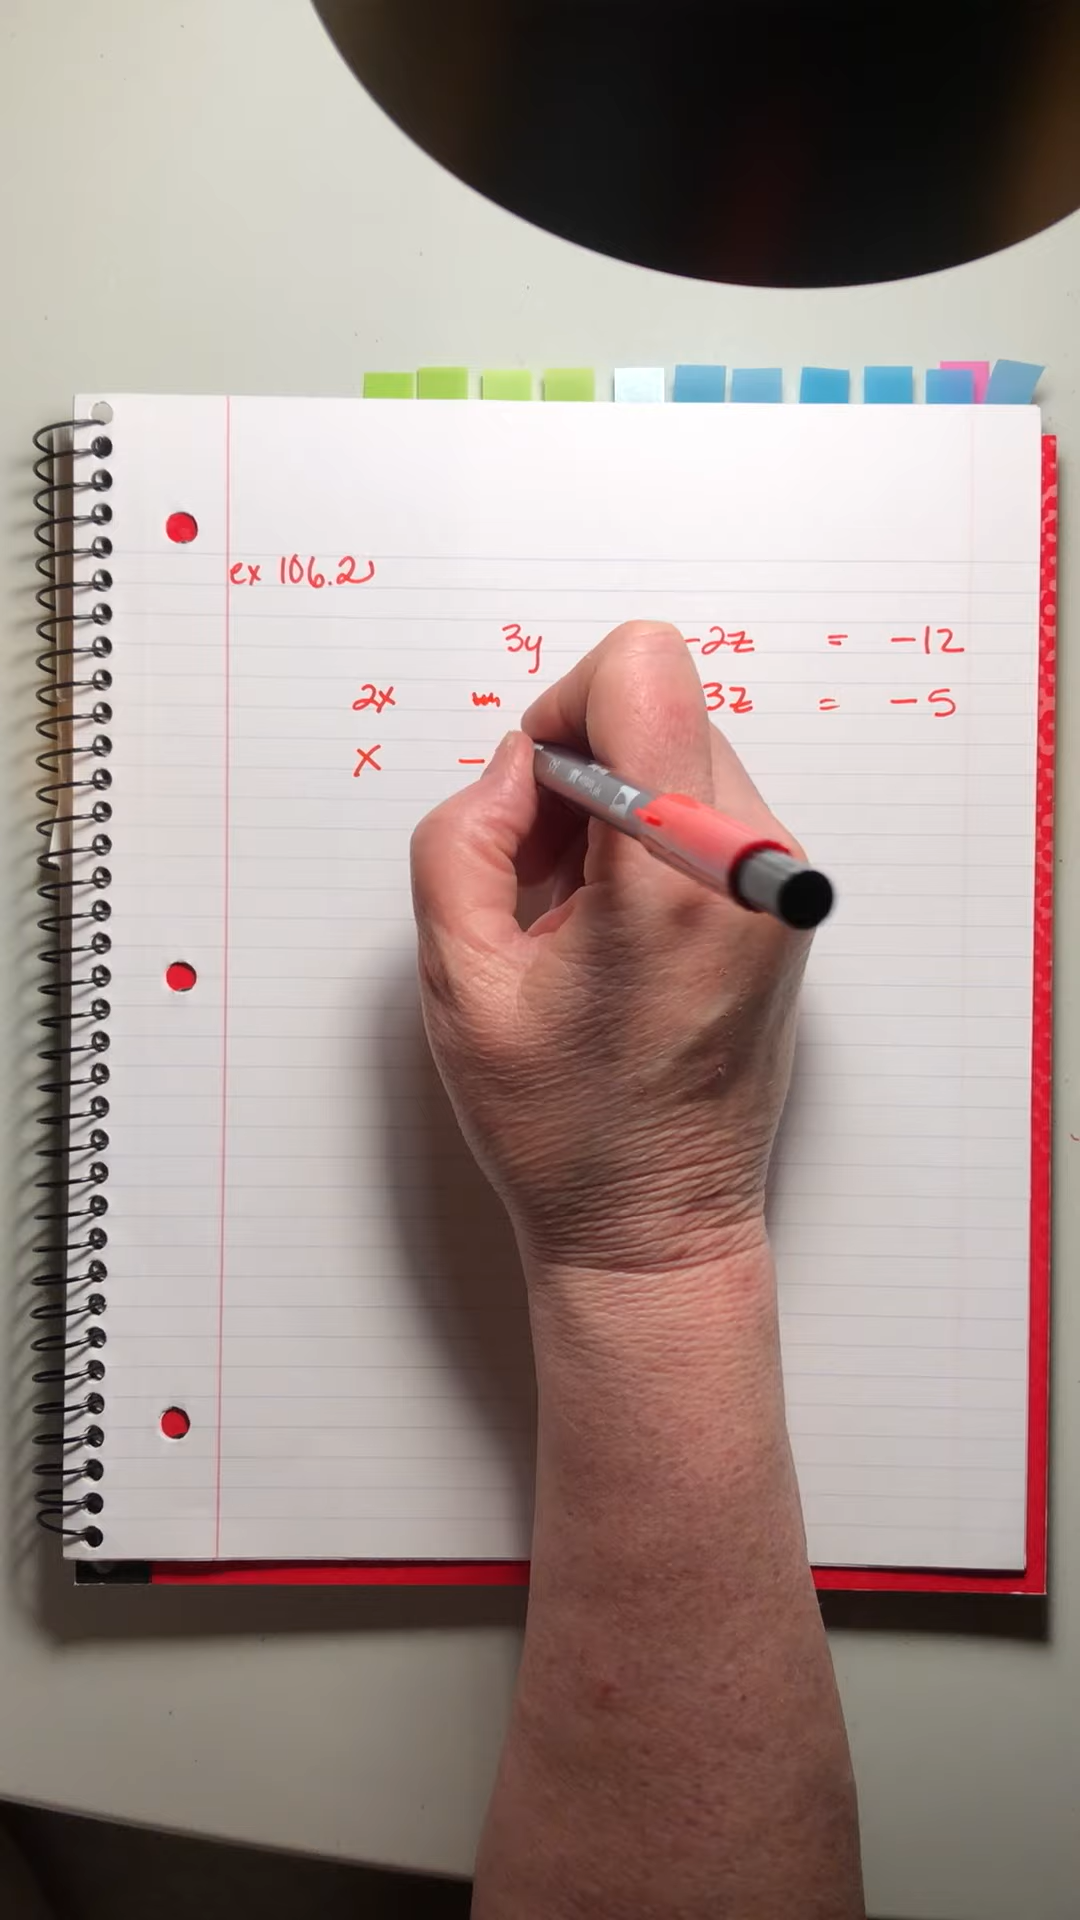 ex 106.2
3y -2z = -12
2x 3z = -5
x -